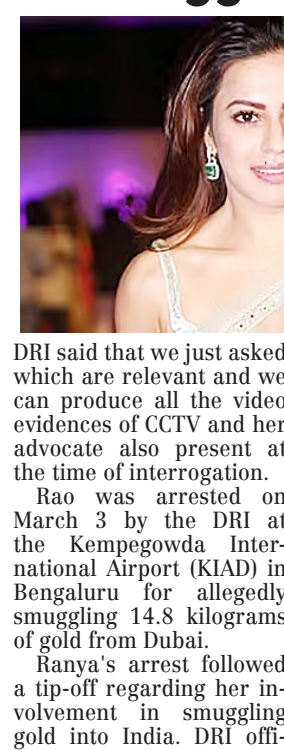 DRI said that we just asked
which are relevant and we
can produce all the video
evidences of CCTV and her
advocate also present at
the time of interrogation.
Rao was arrested on
March 3 by the DRI at
the Kempegowda Inter-
national Airport (KIAD) in
Bengaluru for allegedly
smuggling 14.8 kilograms
of gold from Dubai.
Ranya's arrest followed
a tip-off regarding her in-
volvement in smuggling
gold into India. DRI offi-